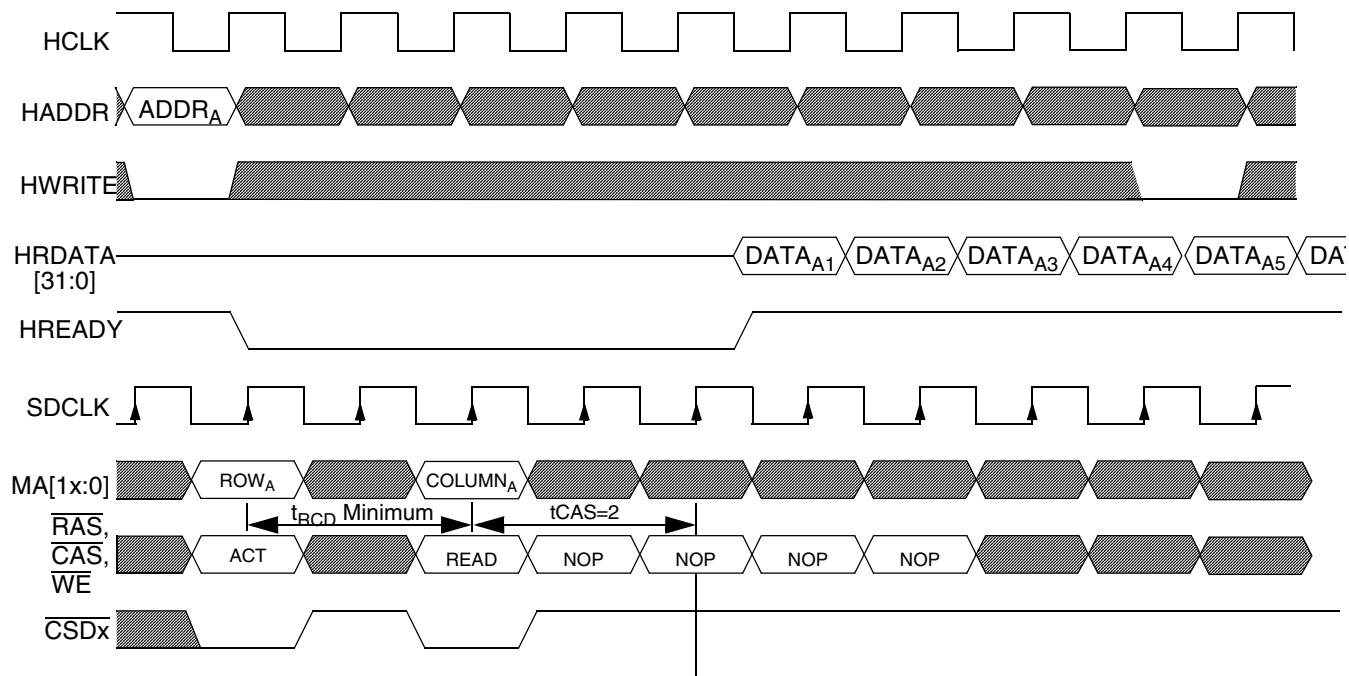 HCLK
HADDR ADDRA
HWRITE
HRDATA
[31:0] DATAA1 DATAA2 DATAA3 DATAA4 DATAA5 DAT
HREADY
SDCLK
MA[1x:0] ROWA COLUMNA
tRCD Minimum tCAS=2
RAS,
CAS,
WE ACT READ NOP NOP NOP NOP
CSDx